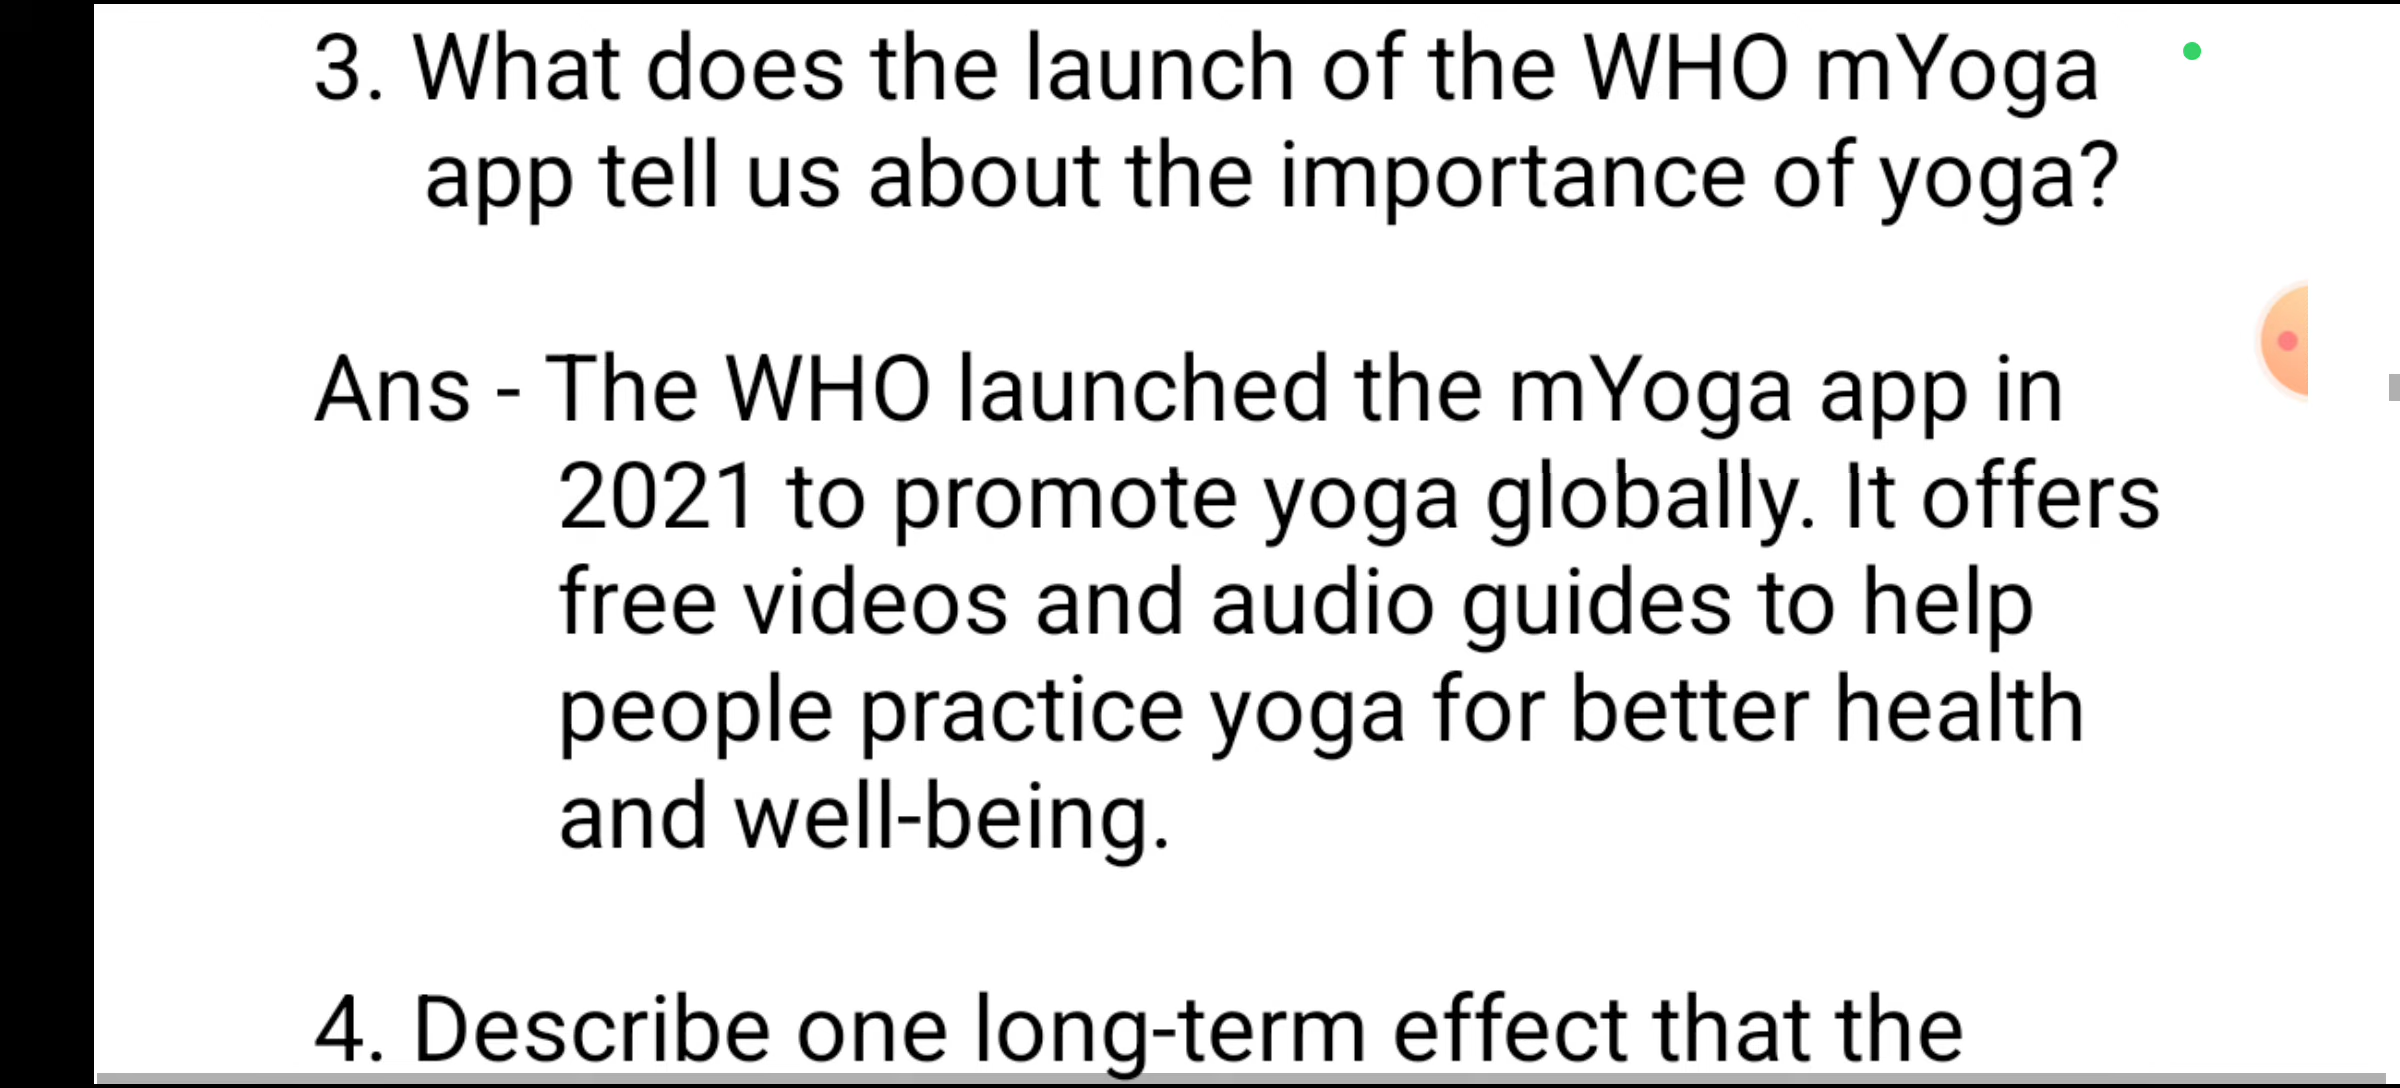 3. What does the launch of the WHO mYoga
app tell us about the importance of yoga?
Ans - The WHO launched the mYoga app in
2021 to promote yoga globally. It offers
free videos and audio guides to help
people practice yoga for better health
and well-being.
4. Describe one long-term effect that the